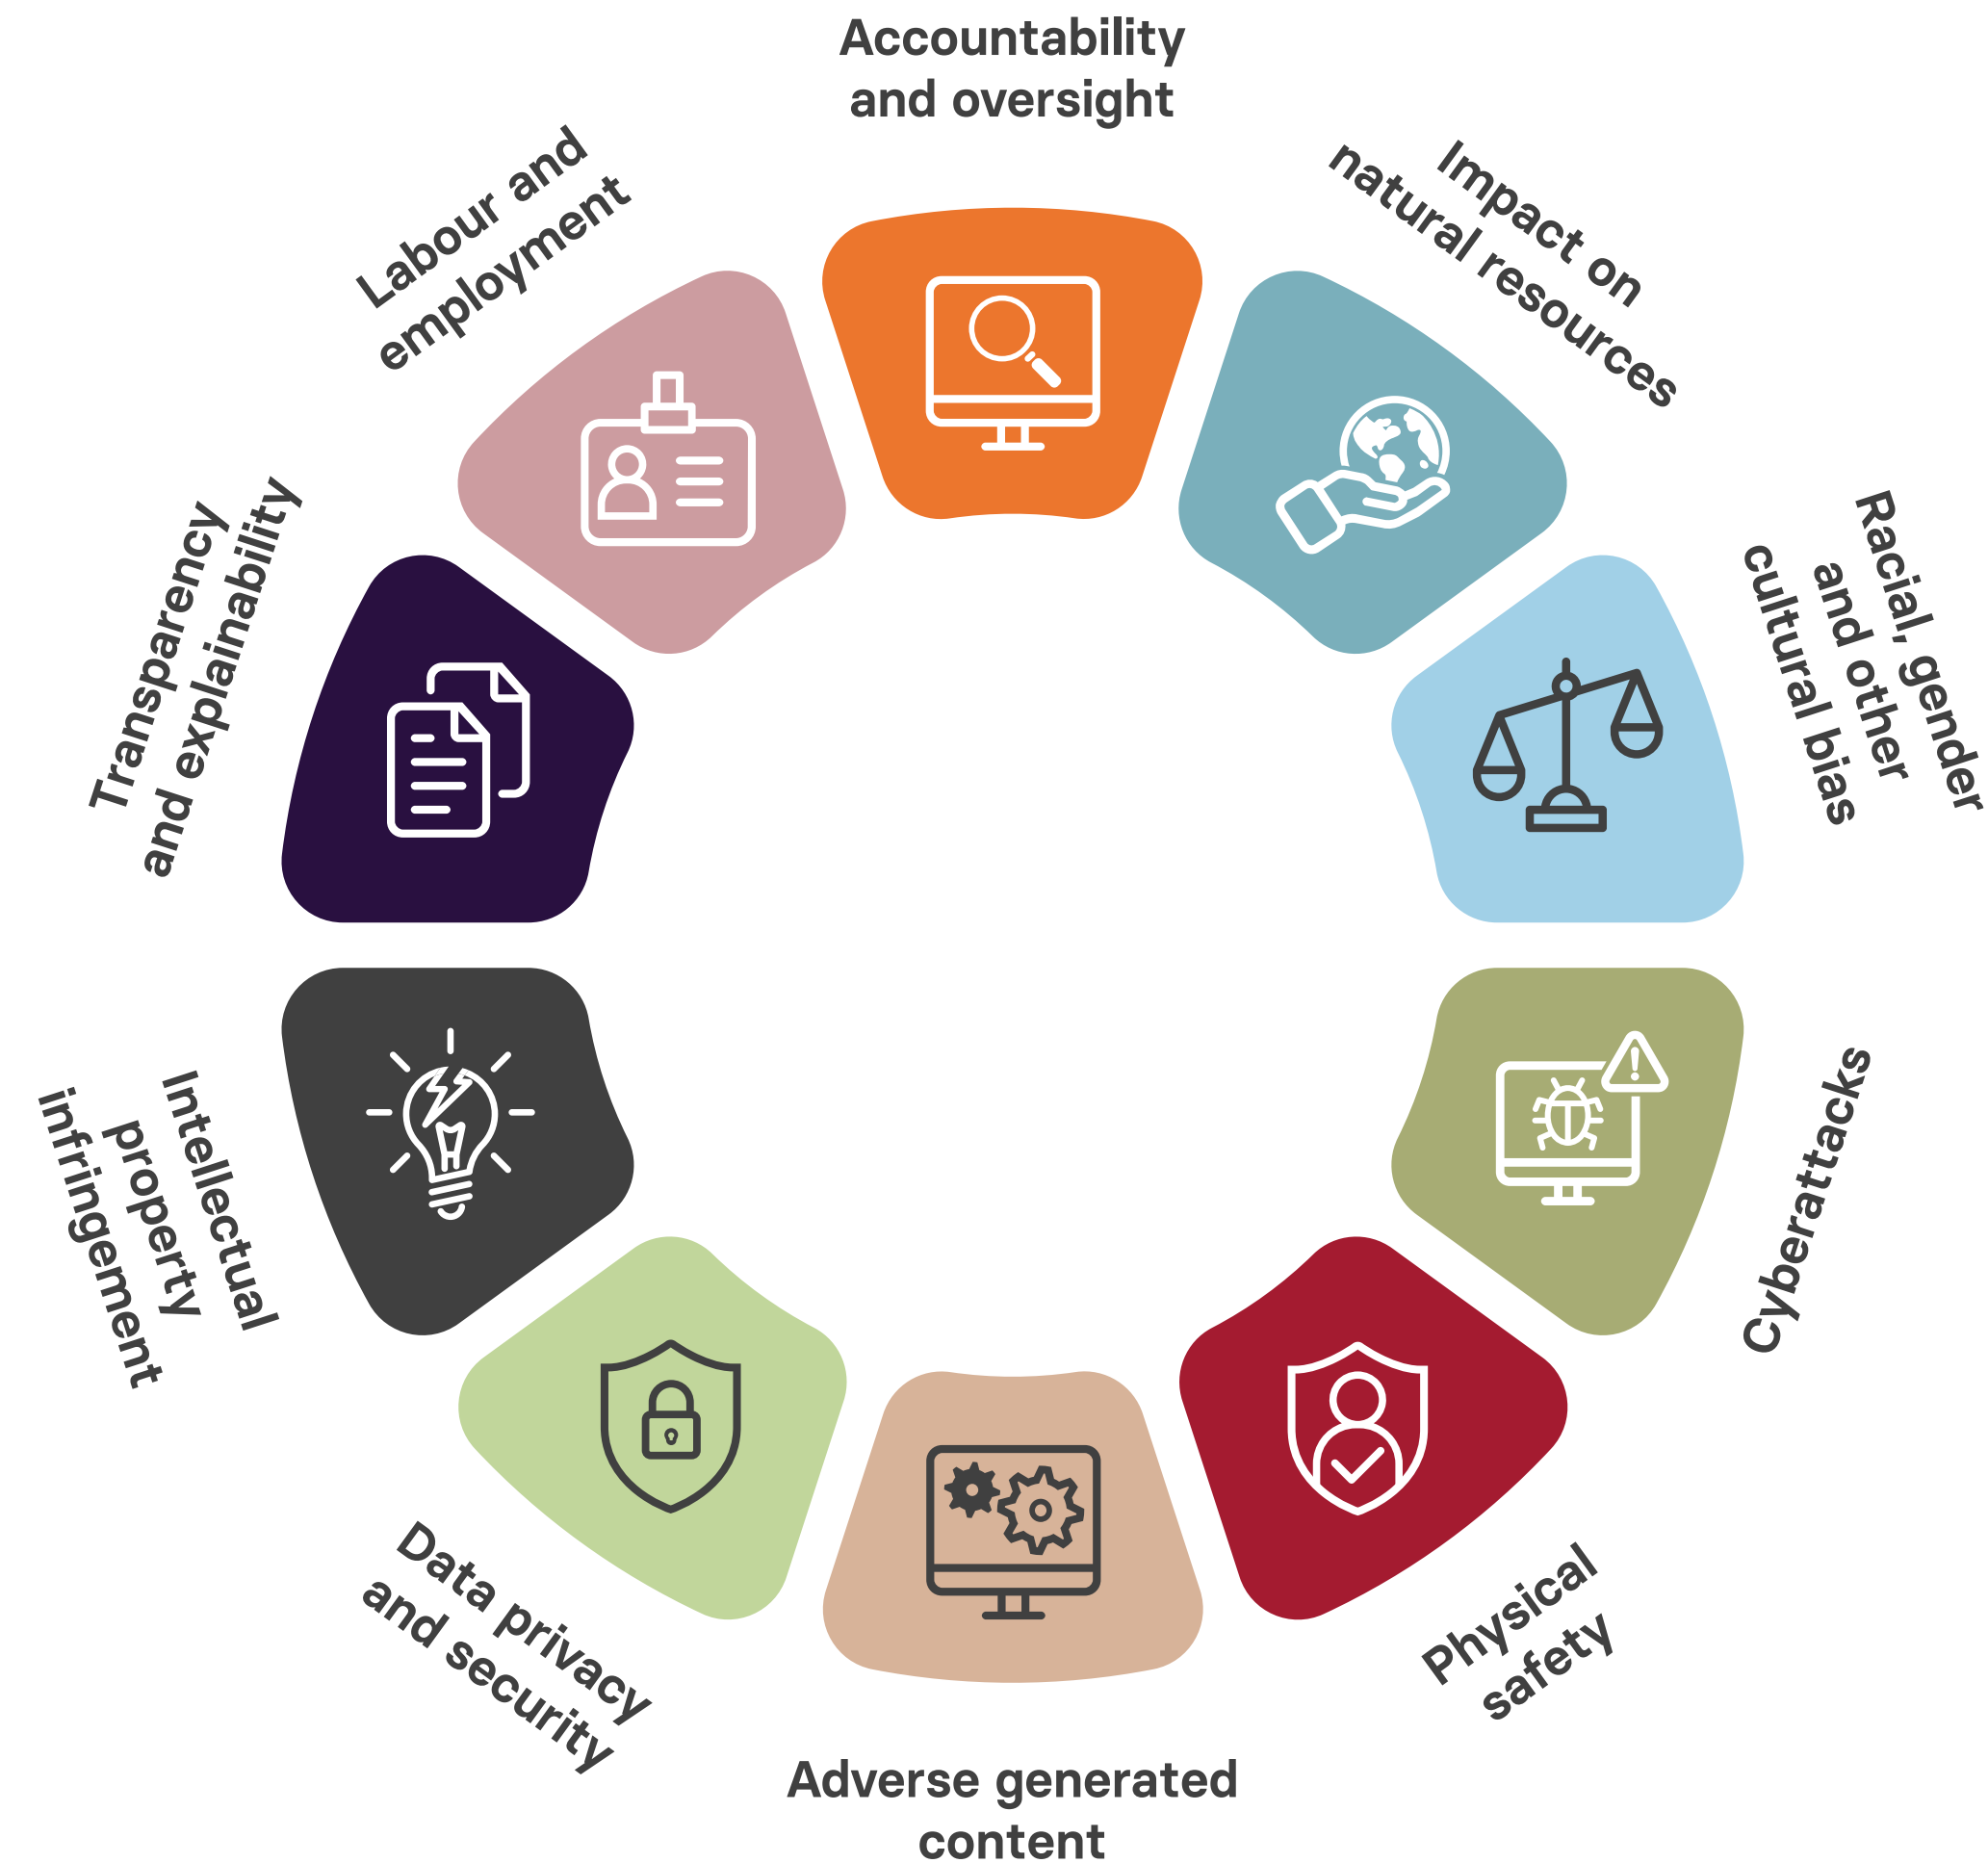 Accountability
and oversight
Impact on
natural resources
Racial, gender
and other
cultural bias
Cyberattacks
Physical
safety
Adverse generated
content
Data privacy
and security
Intellectual
property
infringement
Transparency
and explainability
Labour and
employment